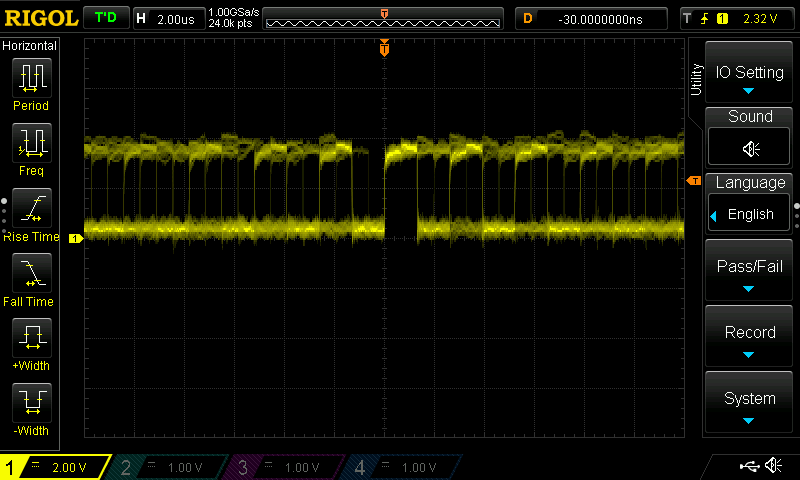 RIGOL T'D H 2.00us 1.00GSa/s 24.0k pts T D -30.0000000ns T 1 2.32 V
Horizontal
Period
Freq
Rise Time
Fall Time
+Width
-Width
T
T
1
Utility
IO Setting
Sound
Language
English
Pass/Fail
Record
System
1 2.00 V 2 1.00 V 3 1.00 V 4 1.00 V